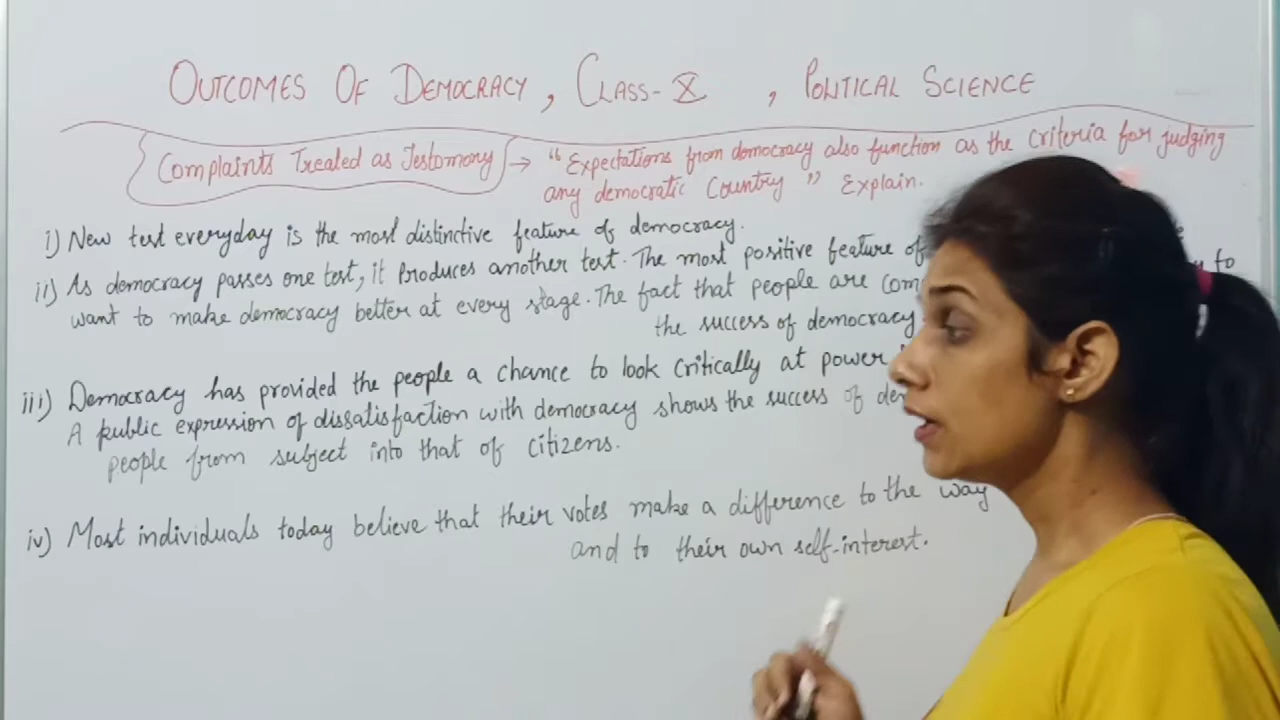 OUTCOMES OF DEMOCRACY, CLASS-X , POLITICAL SCIENCE
Complaints Treated as Testomony → "Expectations from democracy also function as the criteria for judging
any democratic Country" Explain.
i) New test everyday is the most distinctive feature of democracy.
ii) As democracy passes one test, it produces another test. The most positive feature of to
want to make democracy better at every stage. The fact that people are
the success of democracy
iii) Democracy has provided the people a chance to look critically at power
A public expression of dissatisfaction with democracy shows the success of
people from subject into that of citizens.
iv) Most individuals today believe that their votes make a difference to the way
and to their own self-interest.